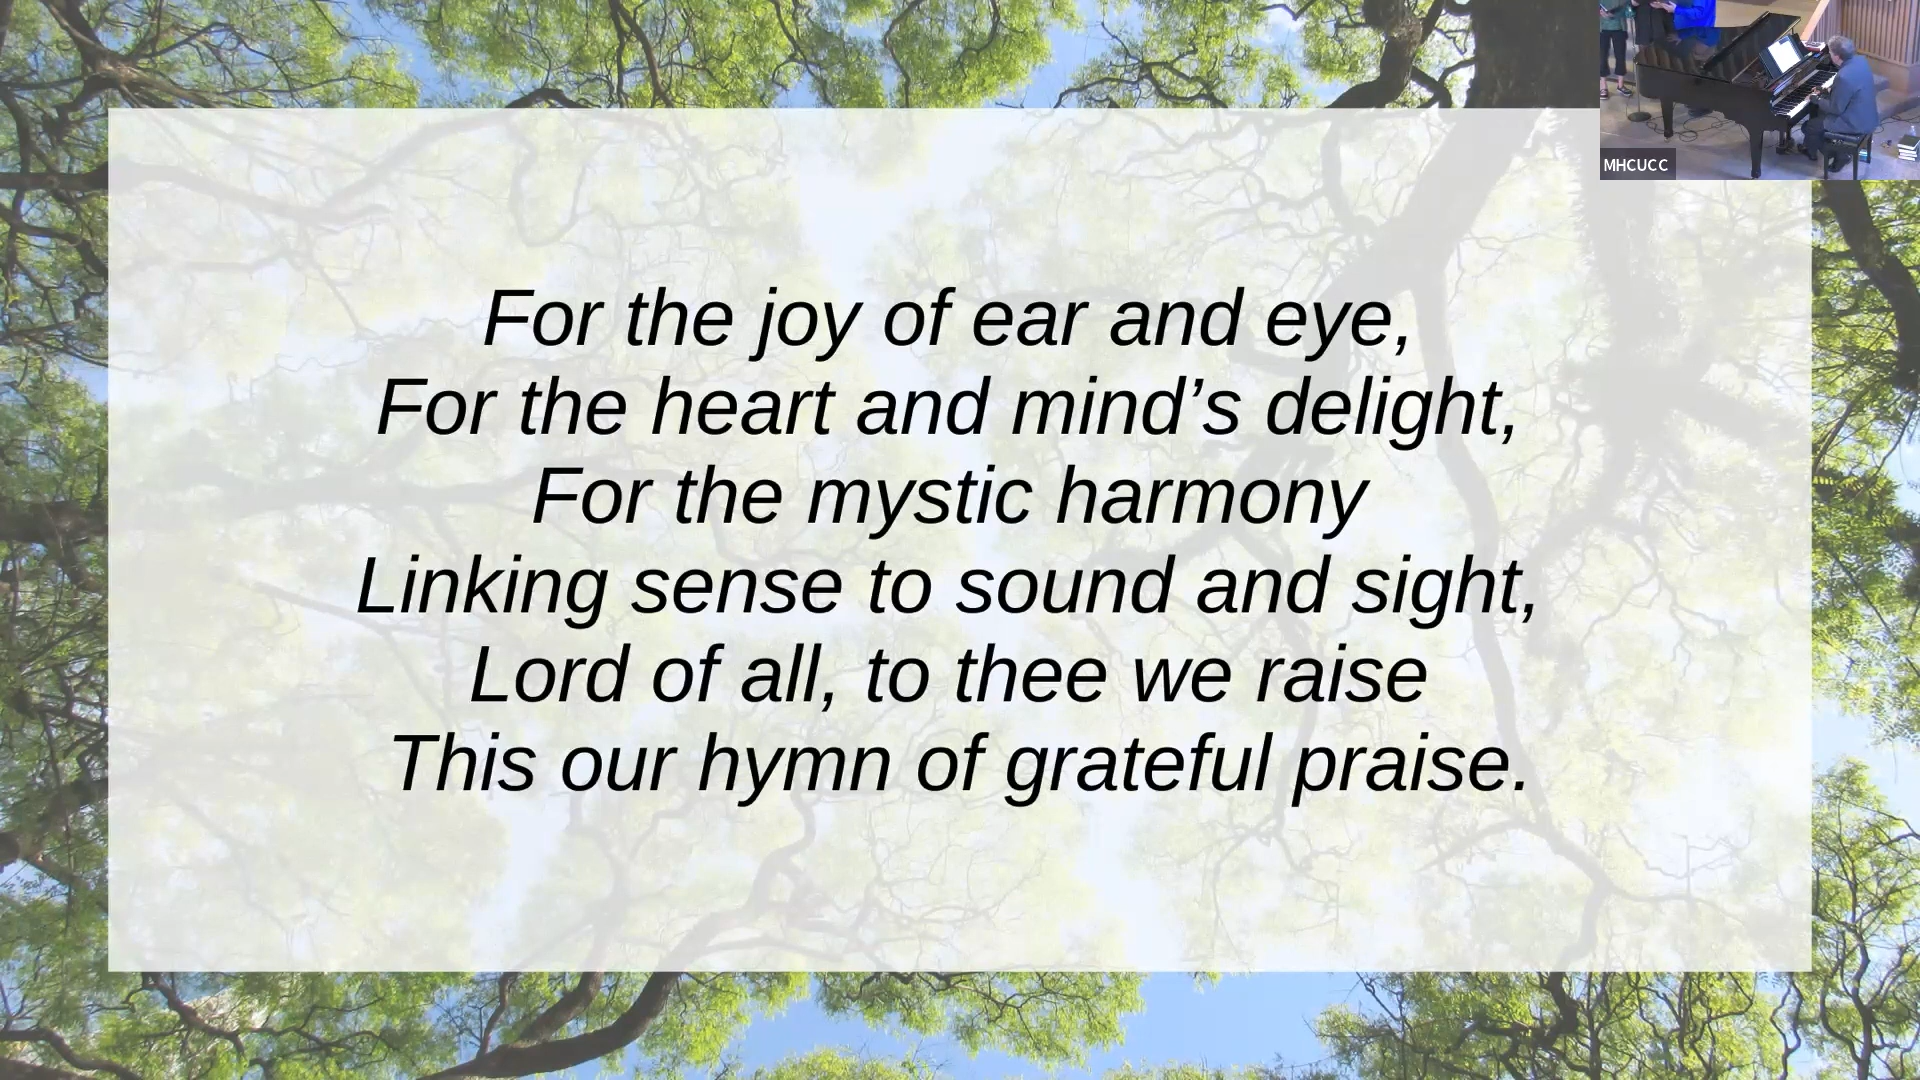 For the joy of ear and eye,
For the heart and mind’s delight,
For the mystic harmony
Linking sense to sound and sight,
Lord of all, to thee we raise
This our hymn of grateful praise.
MHCUCC